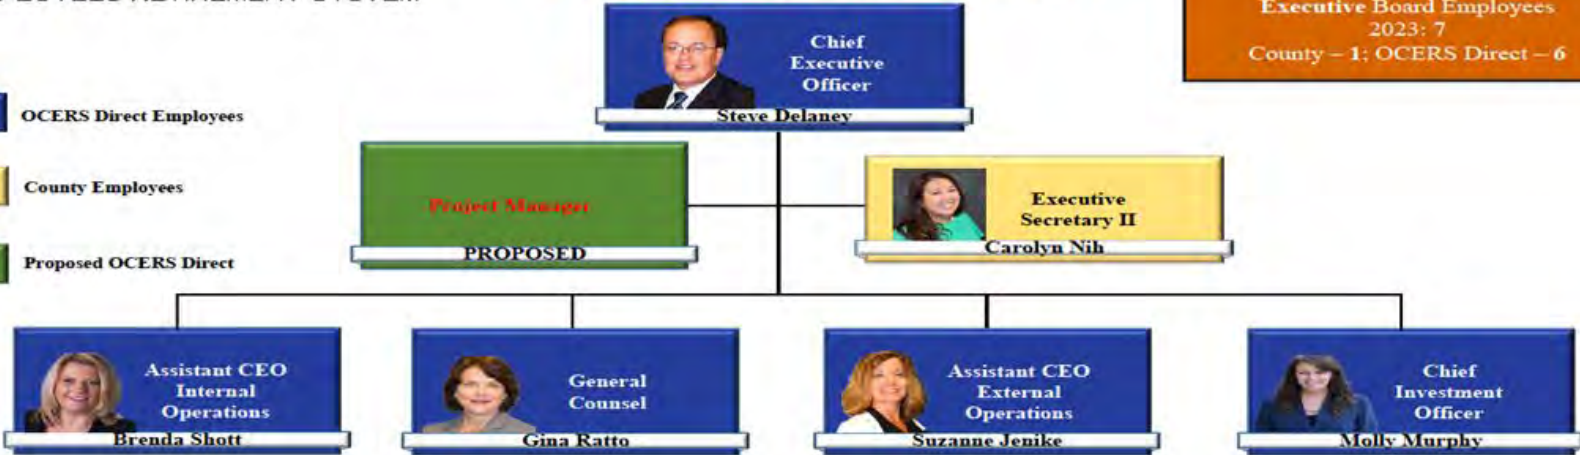 Executive Board Employees
2023: 7
County – 1; OCERS Direct – 6
Chief
Executive
Officer
Steve Delaney
OCERS Direct Employees
County Employees
Proposed OCERS Direct
Project Manager
PROPOSED
Executive
Secretary II
Carolyn Nih
Assistant CEO
Internal
Operations
Brenda Shott
General
Counsel
Gina Ratto
Assistant CEO
External
Operations
Suzanne Jenike
Chief
Investment
Officer
Molly Murphy